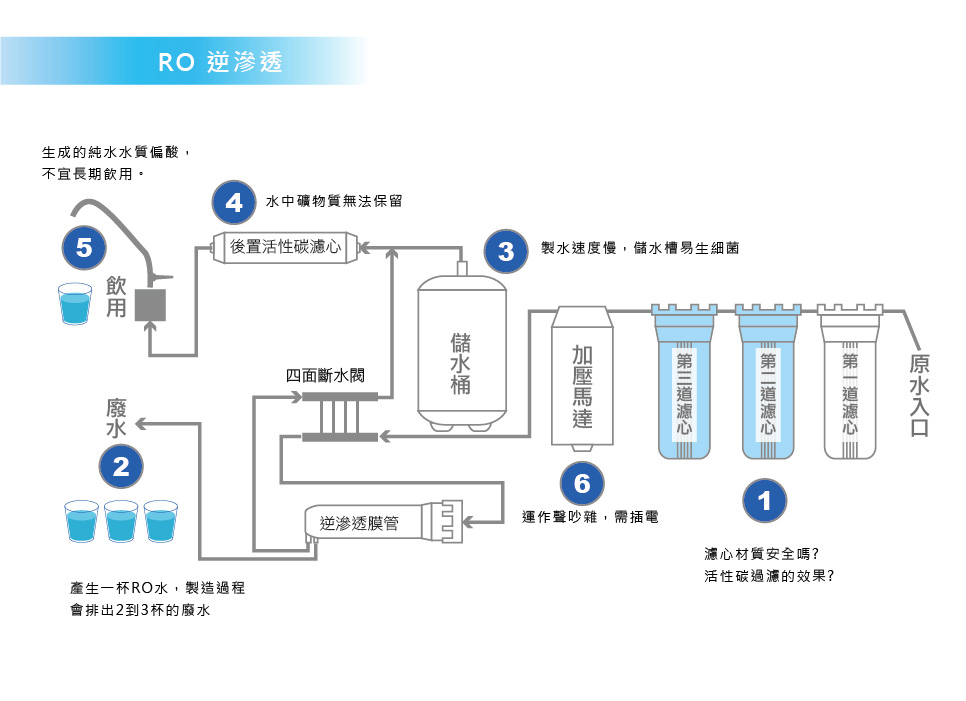 RO 逆滲透
生成的純水水質偏酸，
不宜長期飲用。
4
水中礦物質無法保留
5
飲用
後置活性碳濾心
3
製水速度慢，儲水槽易生細菌
儲水桶
加壓馬達
第三道濾心
第二道濾心
第一道濾心
原水入口
四面斷水閥
廢水
2
6
運作聲吵雜，需插電
1
逆滲透膜管
濾心材質安全嗎?
活性碳過濾的效果?
產生一杯RO水，製造過程
會排出2到3杯的廢水